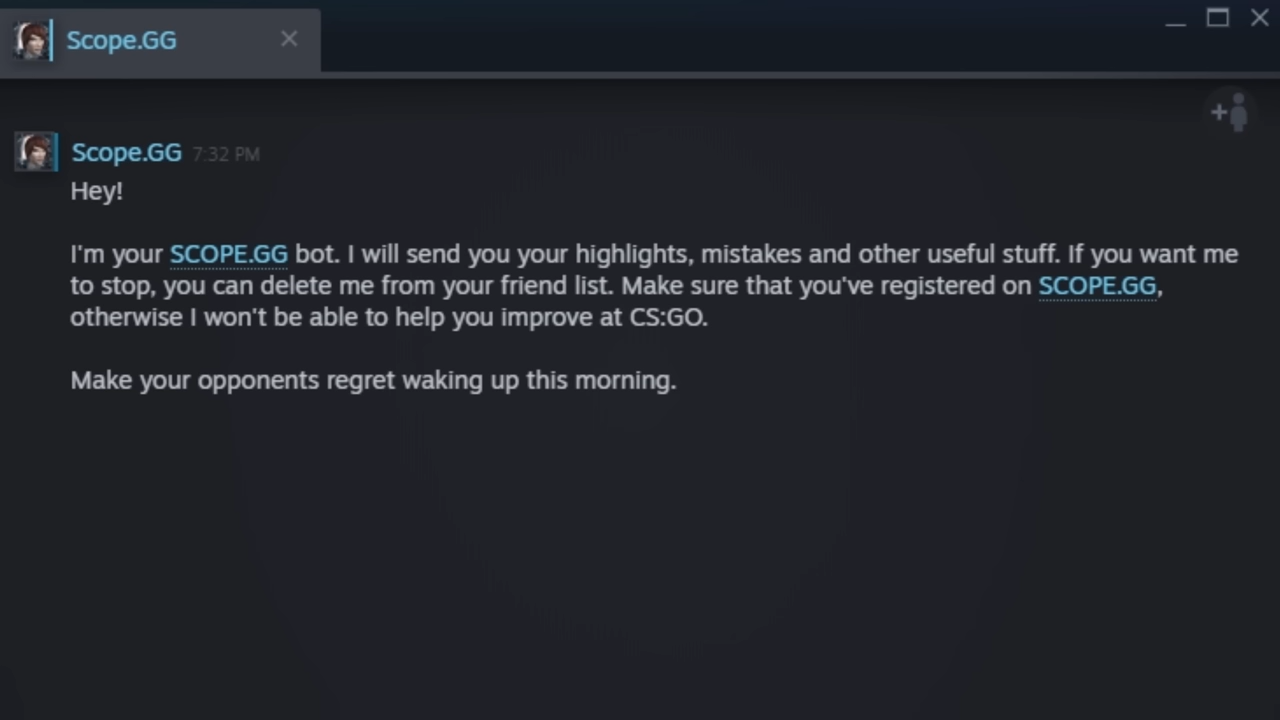 Scope.GG
Scope.GG 7:32 PM
Hey!
I'm your SCOPE.GG bot. I will send you your highlights, mistakes and other useful stuff. If you want me
to stop, you can delete me from your friend list. Make sure that you've registered on SCOPE.GG,
otherwise I won't be able to help you improve at CS:GO.
Make your opponents regret waking up this morning.